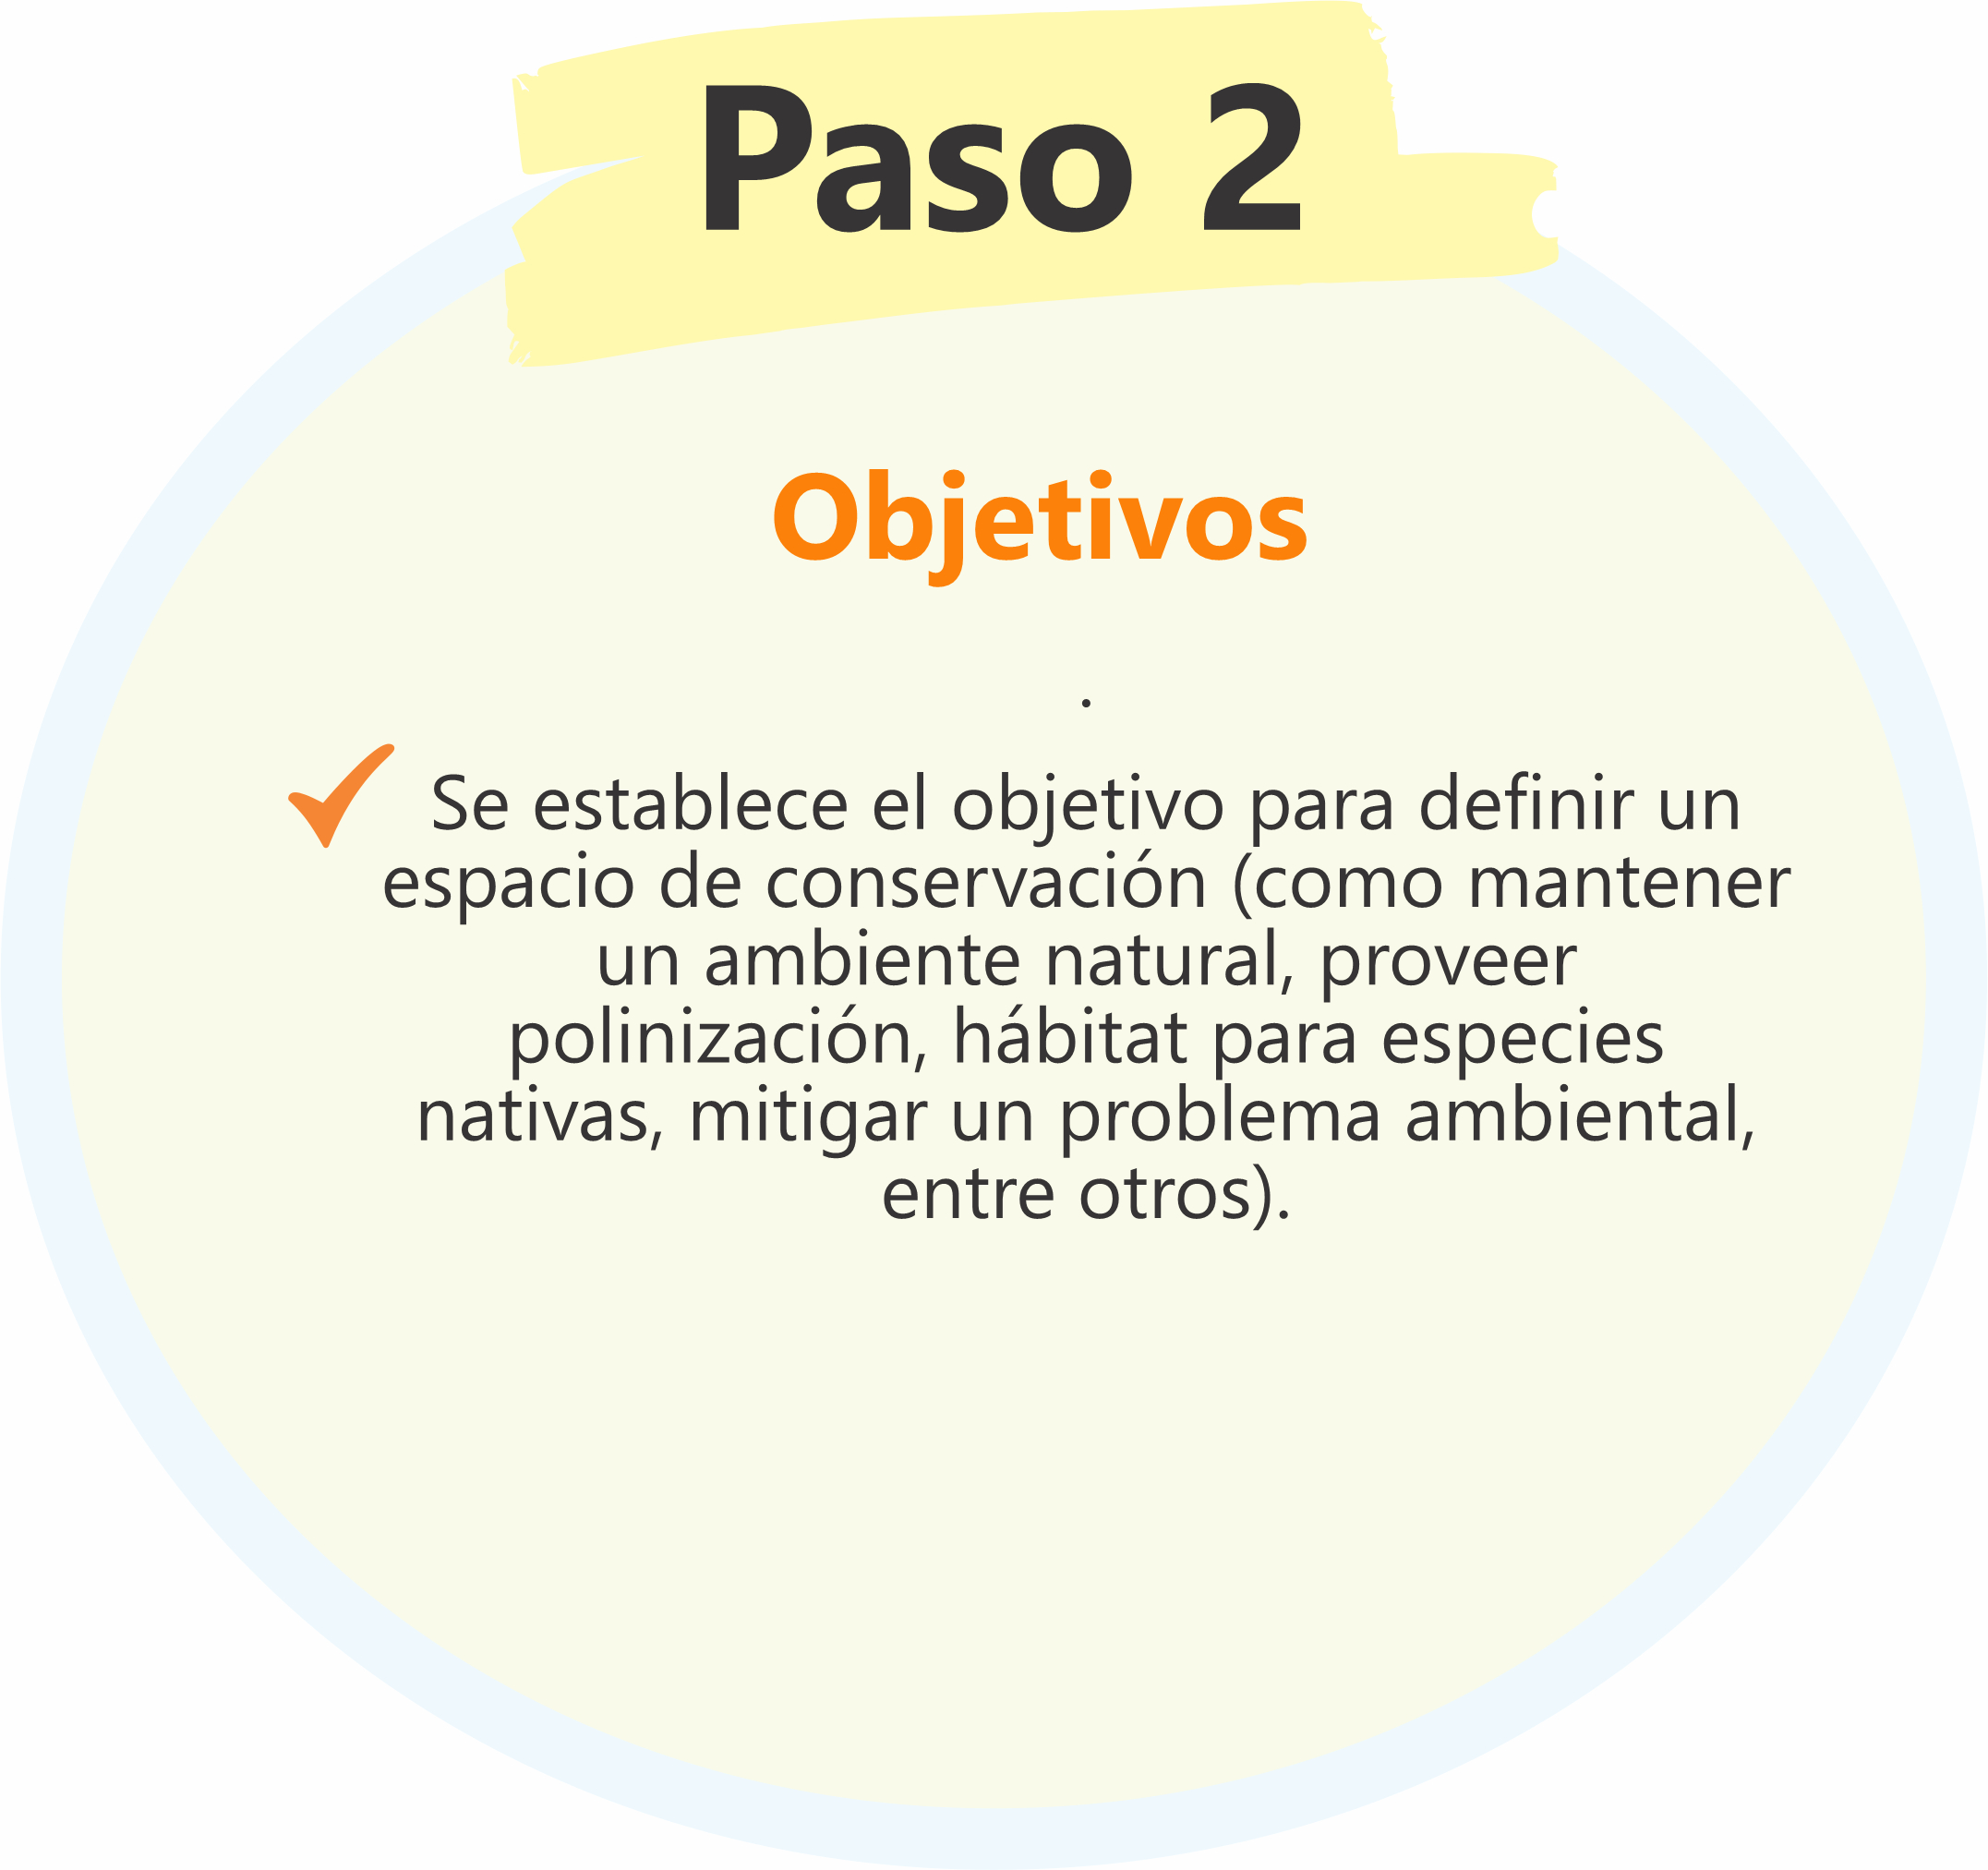 Paso 2
Objetivos
.
Se establece el objetivo para definir un
espacio de conservación (como mantener
un ambiente natural, proveer
polinización, hábitat para especies
nativas, mitigar un problema ambiental,
entre otros).